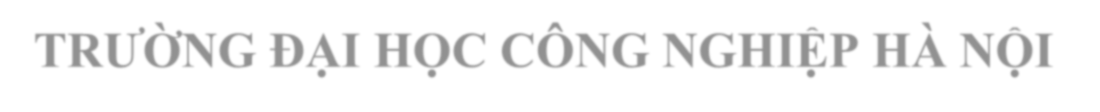 TRƯỜNG ĐẠI HỌC CÔNG NGHIỆP HÀ NỘI